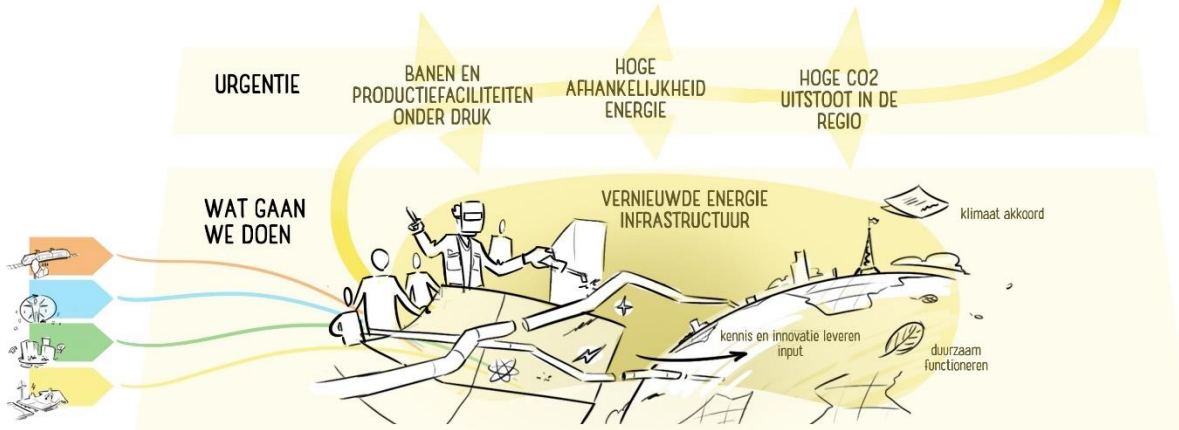 URGENTIE
BANEN EN
PRODUCTIEFACILITEITEN
ONDER DRUK
HOGE
AFHANKELIJKHEID
ENERGIE
HOGE CO2
UITSTOOT IN DE
REGIO
WAT GAAN
WE DOEN
VERNIEUWDE ENERGIE
INFRASTRUCTUUR
klimaat akkoord
kennis en innovatie leveren
input
duurzaam
functioneren